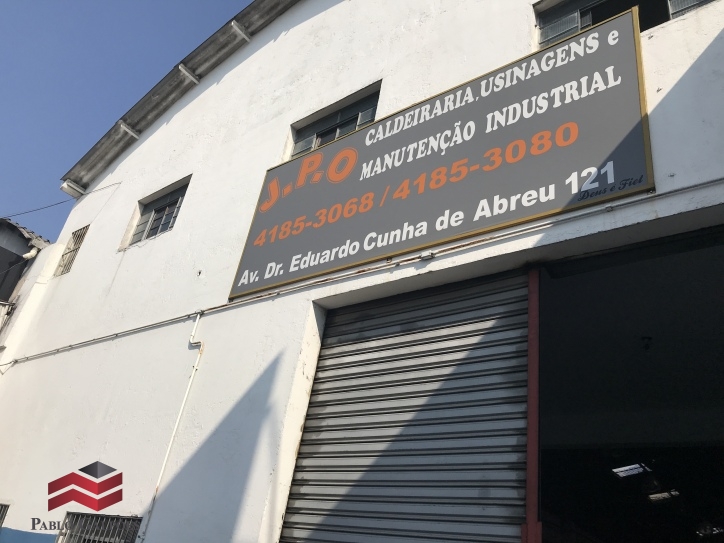 J.P.O CALDEIRARIA, USINAGENS e
MANUTENÇÃO INDUSTRIAL
4185-3068 / 4185-3080
Av. Dr. Eduardo Cunha de Abreu 121
Deus e Fiel
PABL